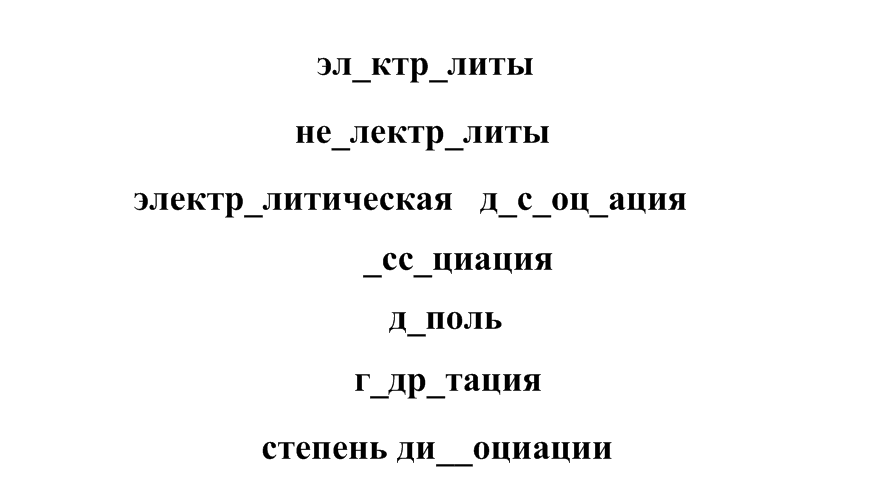 эл_ктр_литы
не_лектр_литы
электр_литическая д_с_оц_ация
_сс_циация
д_поль
г_др_тация
степень ди__оциации